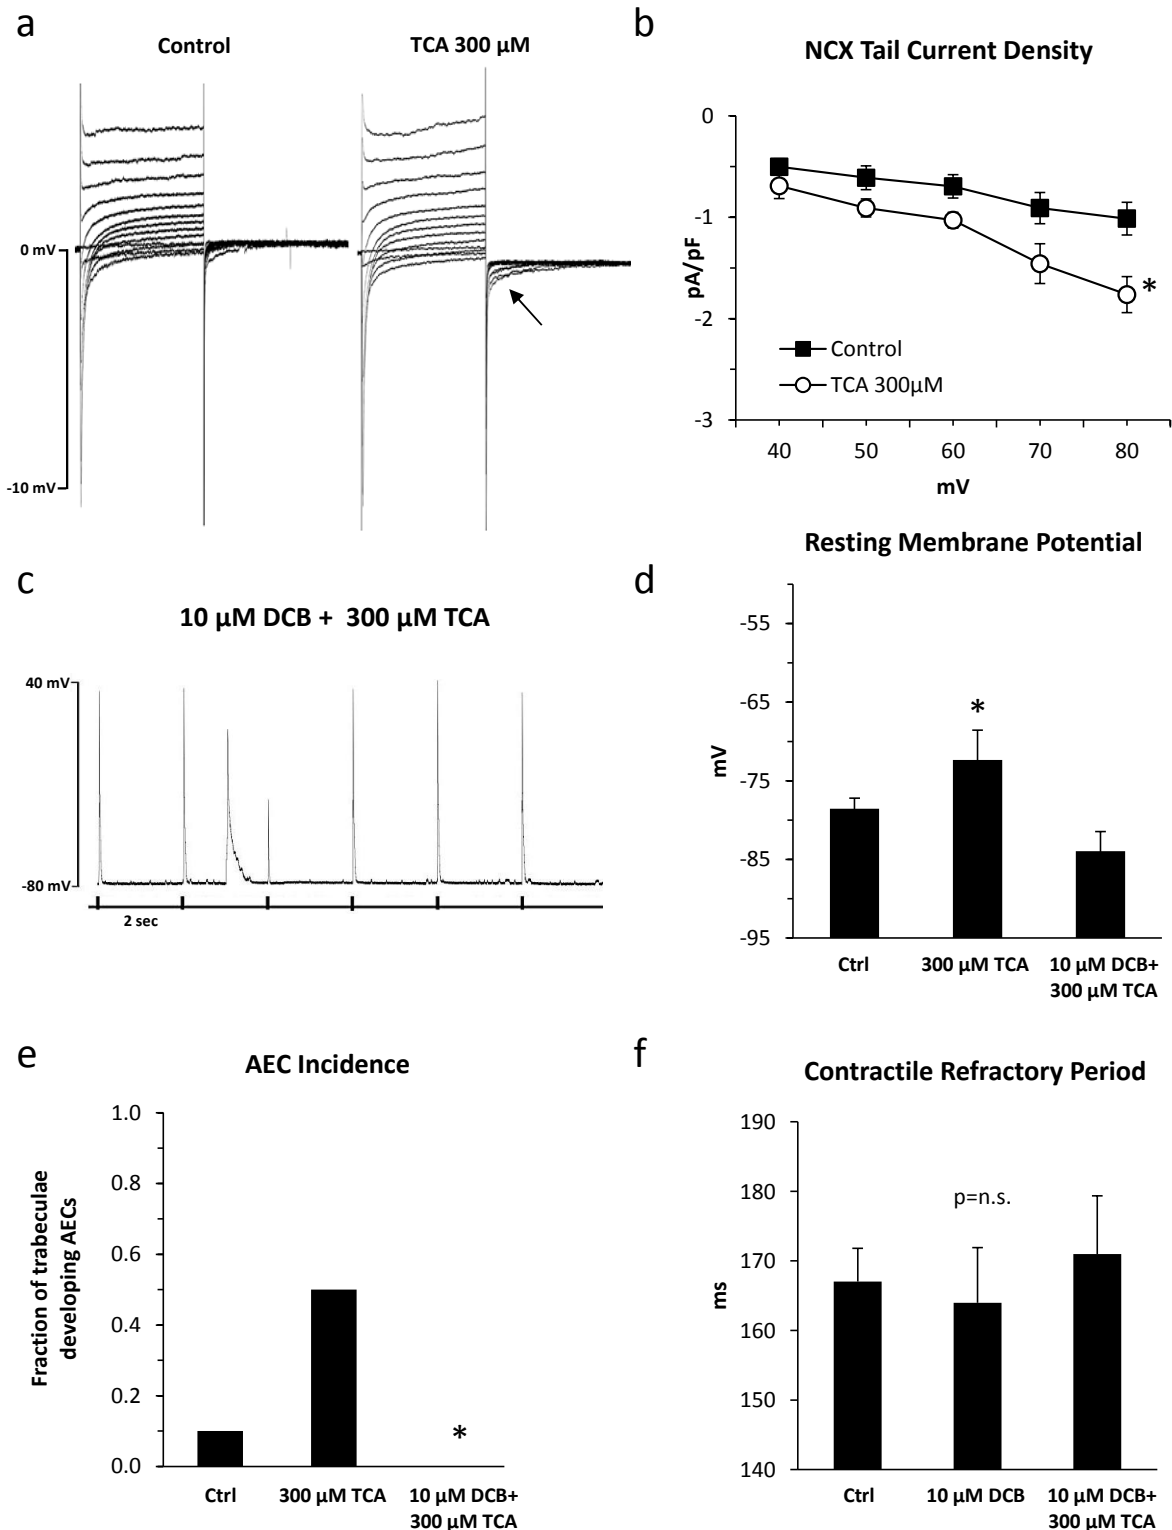 a
Control
TCA 300 µM
0 mV
-10 mV
b
NCX Tail Current Density
0
-1
-2
-3
pA/pF
Control
TCA 300µM
*
40 50 60 70 80
mV
c
10 µM DCB + 300 µM TCA
40 mV
-80 mV
2 sec
d
Resting Membrane Potential
-55
-65
-75
-85
-95
mV
*
Ctrl
300 µM TCA
10 µM DCB+
300 µM TCA
e
AEC Incidence
1.0
0.8
0.6
0.4
0.2
0.0
Fraction of trabeculae
developing AECs
*
Ctrl
300 µM TCA
10 µM DCB+
300 µM TCA
f
Contractile Refractory Period
190
180
170
160
150
140
ms
p=n.s.
Ctrl
10 µM DCB
10 µM DCB+
300 µM TCA